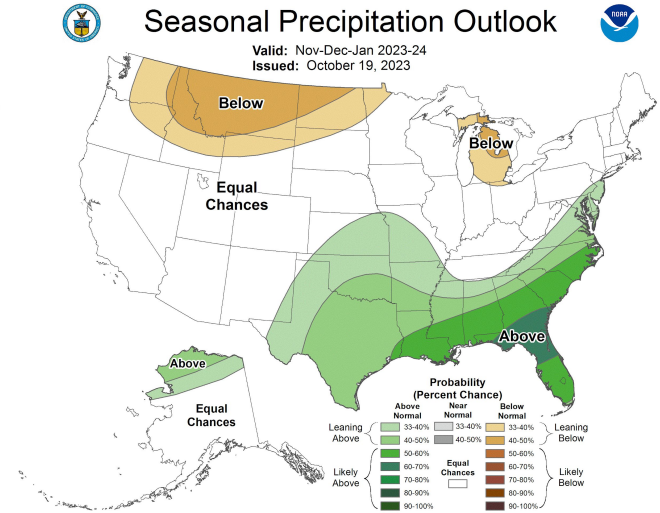 Seasonal Precipitation Outlook
Valid: Nov-Dec-Jan 2023-24
Issued: October 19, 2023
NOAA
Below
Below
Equal
Chances
Above
Above
Equal
Chances
Probability
(Percent Chance)
Above
Normal
Near
Normal
Below
Normal
Leaning
Above
33-40%
33-40%
33-40%
Leaning
Below
40-50%
40-50%
40-50%
Likely
Above
50-60%
50-60%
Likely
Below
60-70%
60-70%
70-80%
70-80%
80-90%
80-90%
90-100%
90-100%
Equal
Chances